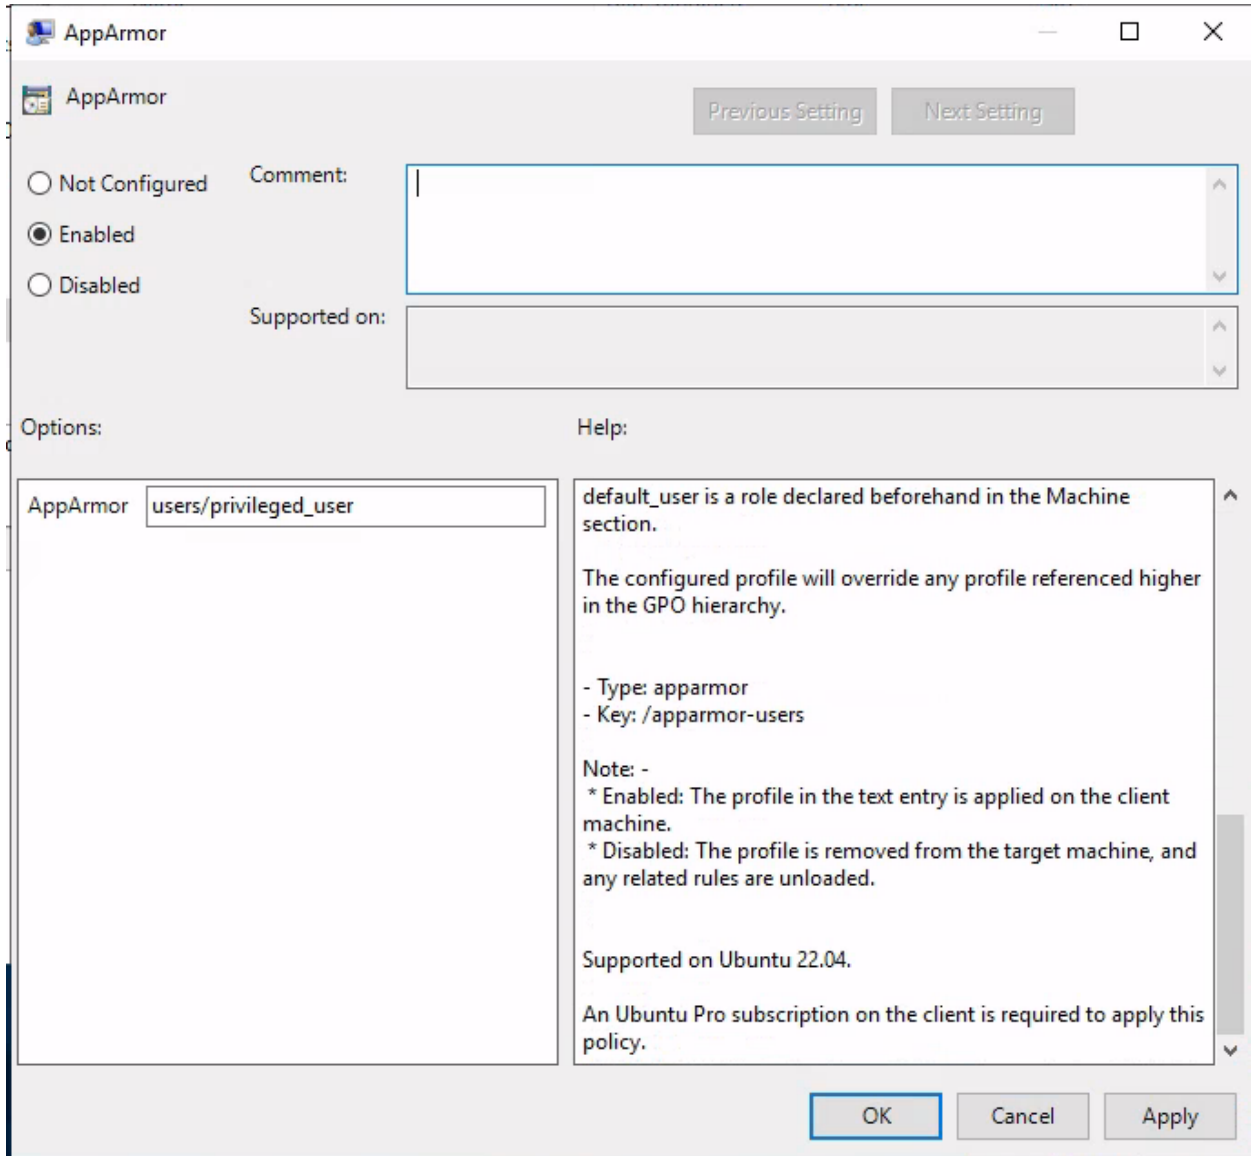 AppArmor
AppArmor
Previous Setting
Next Setting
Not Configured
Comment:
Enabled
Disabled
Supported on:
Options:
Help:
AppArmor
users/privileged_user
default_user is a role declared beforehand in the Machine
section.
The configured profile will override any profile referenced higher
in the GPO hierarchy.
- Type: apparmor
- Key: /apparmor-users
Note: -
* Enabled: The profile in the text entry is applied on the client
machine.
* Disabled: The profile is removed from the target machine, and
any related rules are unloaded.
Supported on Ubuntu 22.04.
An Ubuntu Pro subscription on the client is required to apply this
policy.
OK
Cancel
Apply